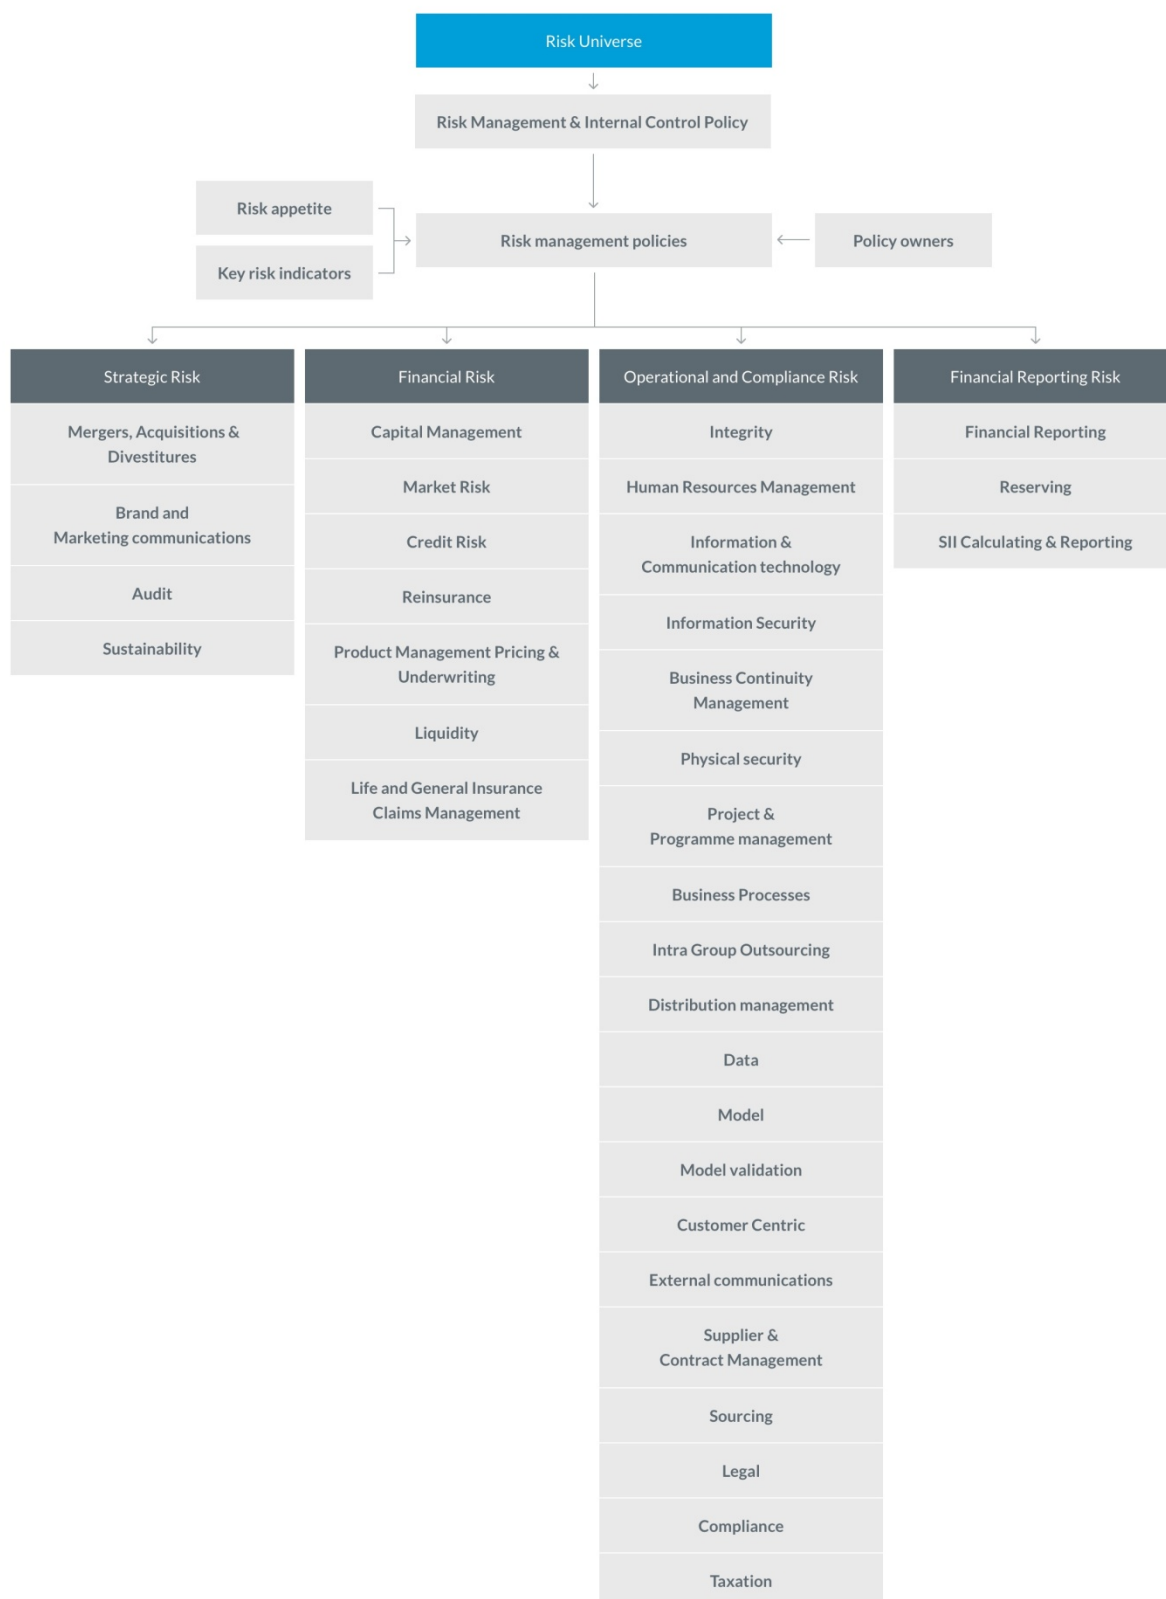 Risk Universe
Risk Management & Internal Control Policy
Risk appetite
Key risk indicators
Risk management policies
Policy owners
Strategic Risk
Mergers, Acquisitions &
Divestitures
Brand and
Marketing communications
Audit
Sustainability
Financial Risk
Capital Management
Market Risk
Credit Risk
Reinsurance
Product Management Pricing &
Underwriting
Liquidity
Life and General Insurance
Claims Management
Operational and Compliance Risk
Integrity
Human Resources Management
Information &
Communication technology
Information Security
Business Continuity
Management
Physical security
Project &
Programme management
Business Processes
Intra Group Outsourcing
Distribution management
Data
Model
Model validation
Customer Centric
External communications
Supplier &
Contract Management
Sourcing
Legal
Compliance
Taxation
Financial Reporting Risk
Financial Reporting
Reserving
SII Calculating & Reporting